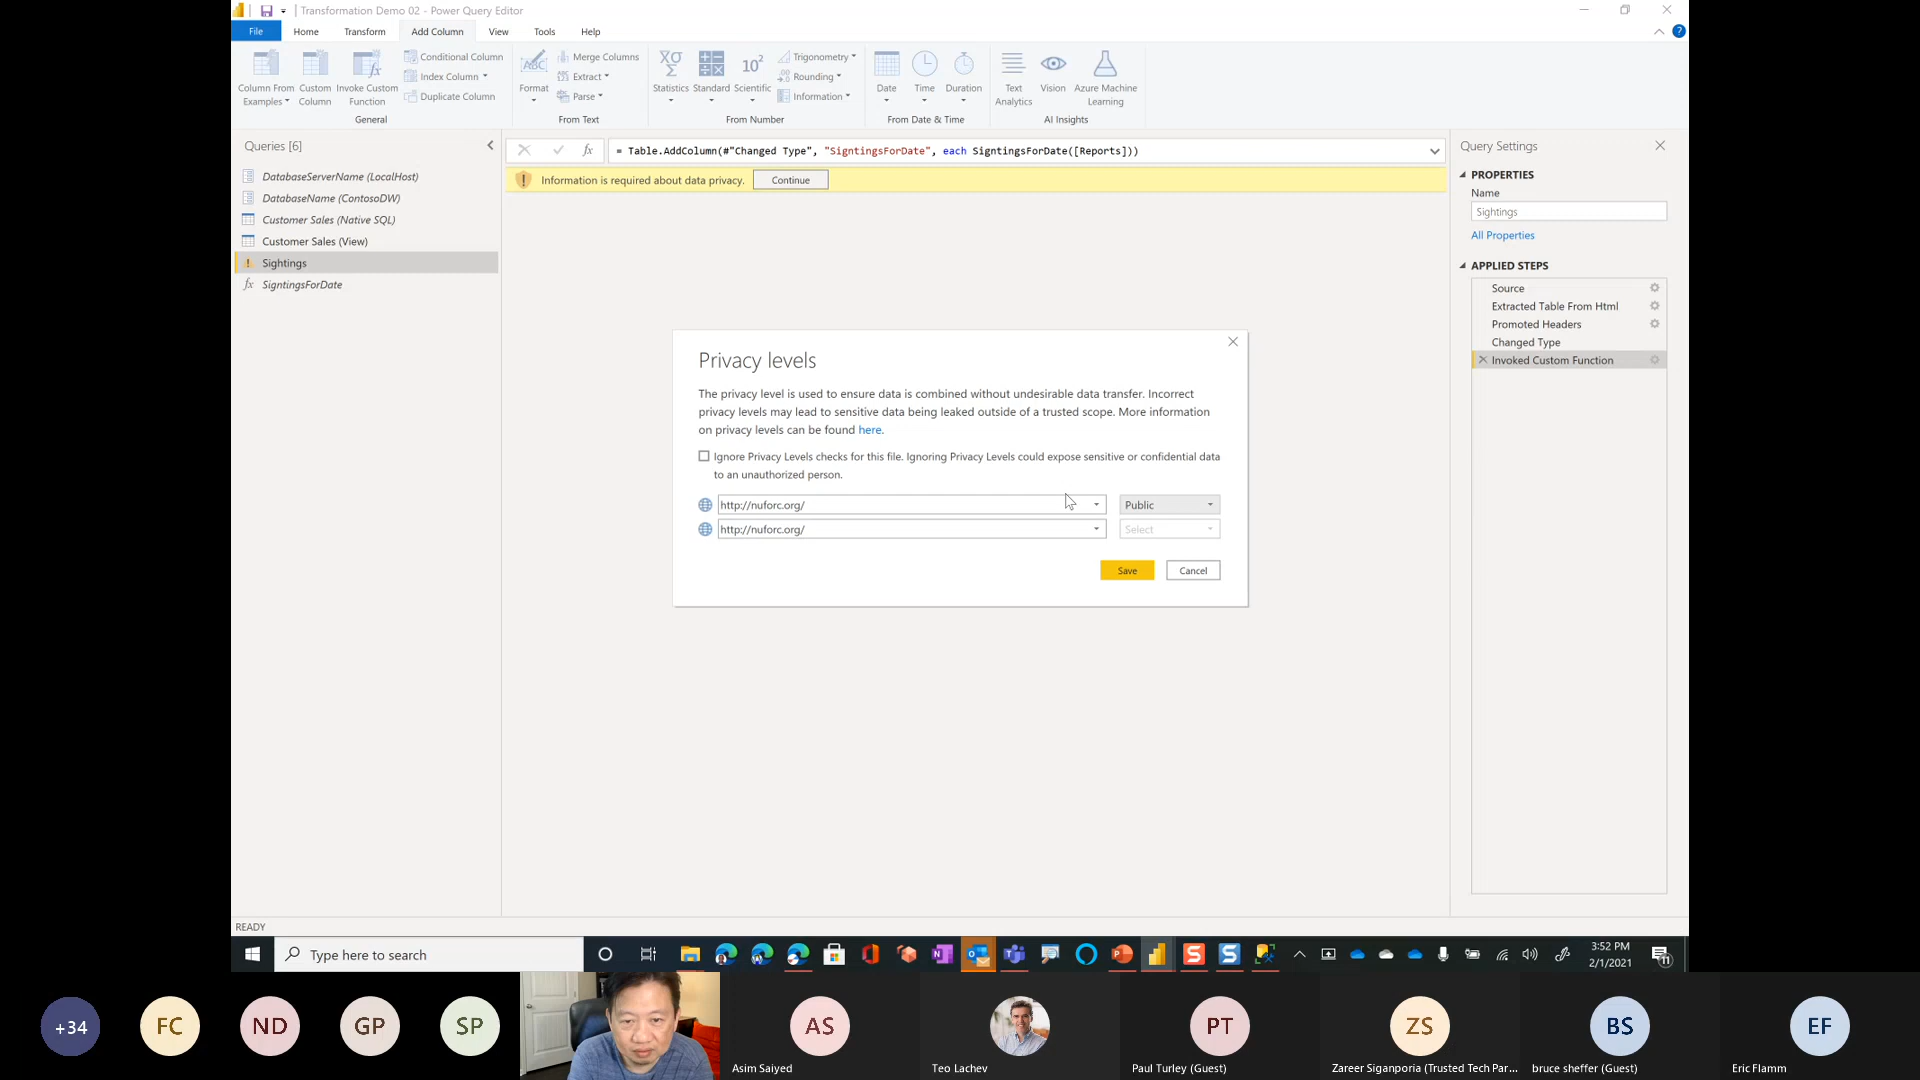 Transformation Demo 02 - Power Query Editor
File Home Transform Add Column View Tools Help
Column From Examples
Custom Column
Invoke Custom Function
Conditional Column
Index Column
Duplicate Column
General
Format
Merge Columns
Extract
Parse
From Text
Statistics
Standard
Scientific
Trigonometry
Rounding
Information
From Number
Date
Time
Duration
From Date & Time
Text Analytics
Vision
Azure Machine Learning
AI Insights
Queries [6]
DatabaseServerName (LocalHost)
DatabaseName (ContosoDW)
Customer Sales (Native SQL)
Customer Sales (View)
Sightings
SigntingsForDate
= Table.AddColumn(#"Changed Type", "SigntingsForDate", each SigntingsForDate([Reports]))
Information is required about data privacy. Continue
Privacy levels
The privacy level is used to ensure data is combined without undesirable data transfer. Incorrect
privacy levels may lead to sensitive data being leaked outside of a trusted scope. More information
on privacy levels can be found here.
Ignore Privacy Levels checks for this file. Ignoring Privacy Levels could expose sensitive or confidential data
to an unauthorized person.
http://nuforc.org/ Public
http://nuforc.org/ Select
Save Cancel
Query Settings
PROPERTIES
Name
Sightings
All Properties
APPLIED STEPS
Source
Extracted Table From Html
Promoted Headers
Changed Type
Invoked Custom Function
READY
Type here to search
3:52 PM
2/1/2021
11
+34 FC ND GP SP AS PT ZS BS EF
Asim Saiyed Teo Lachev Paul Turley (Guest) Zareer Siganporia (Trusted Tech Par... bruce sheffer (Guest) Eric Flamm